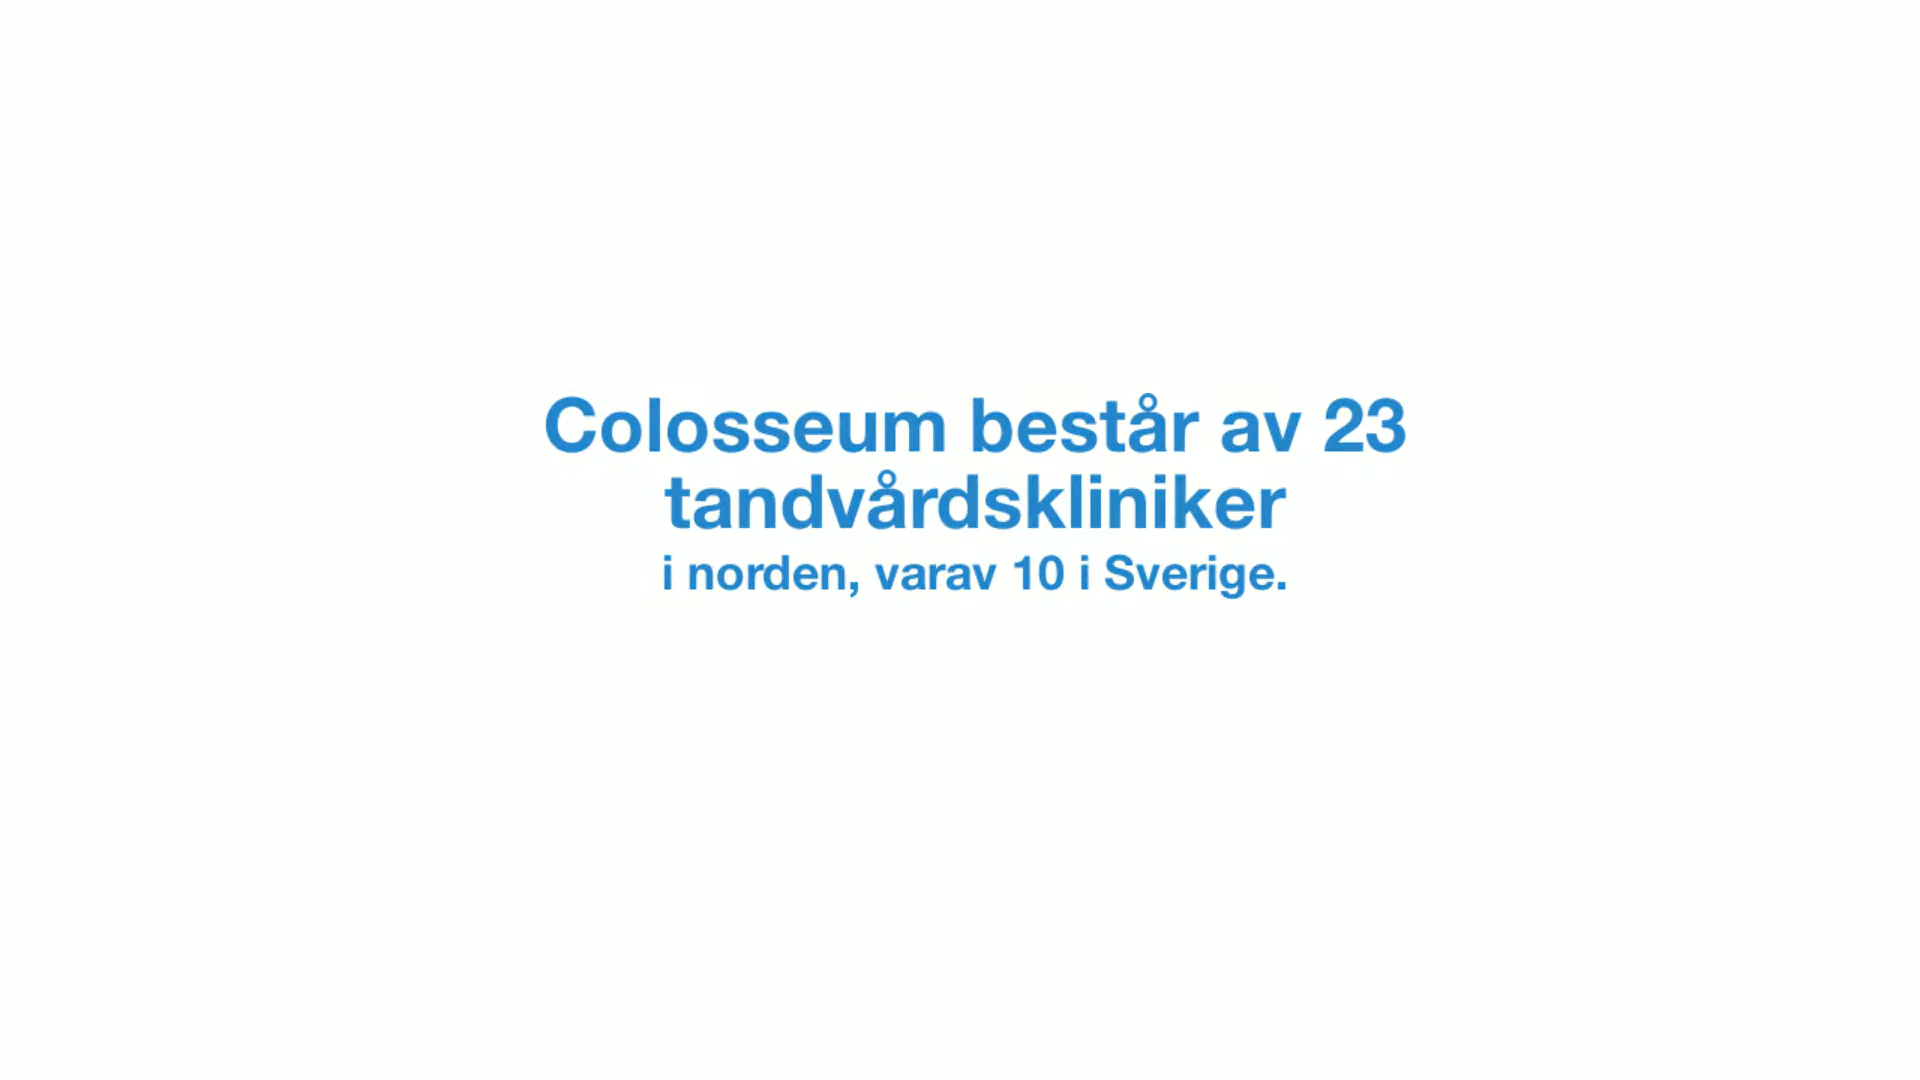 Colosseum består av 23
tandvårdskliniker
i norden, varav 10 i Sverige.